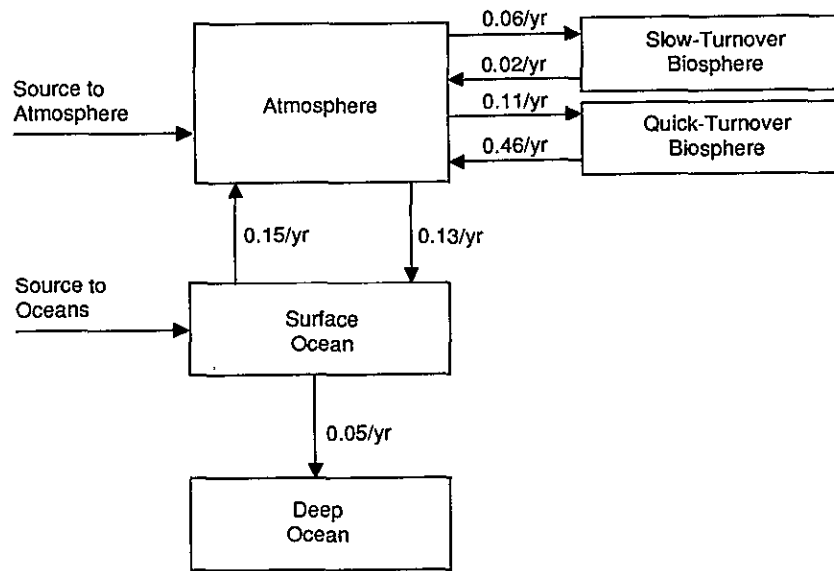 0.06/yr
Slow-Turnover
Biosphere
0.02/yr
Source to
Atmosphere
Atmosphere
0.11/yr
Quick-Turnover
Biosphere
0.46/yr
0.15/yr
0.13/yr
Source to
Oceans
Surface
Ocean
0.05/yr
Deep
Ocean